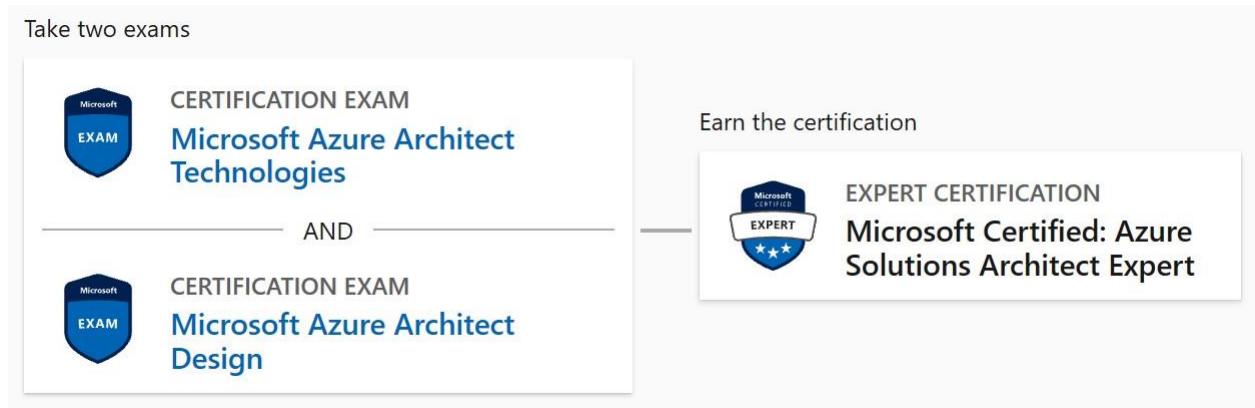 Take two exams
Microsoft
EXAM
CERTIFICATION EXAM
Microsoft Azure Architect
Technologies
AND
Microsoft
EXAM
CERTIFICATION EXAM
Microsoft Azure Architect
Design
Earn the certification
Microsoft
CERTIFIED
EXPERT
EXPERT CERTIFICATION
Microsoft Certified: Azure
Solutions Architect Expert